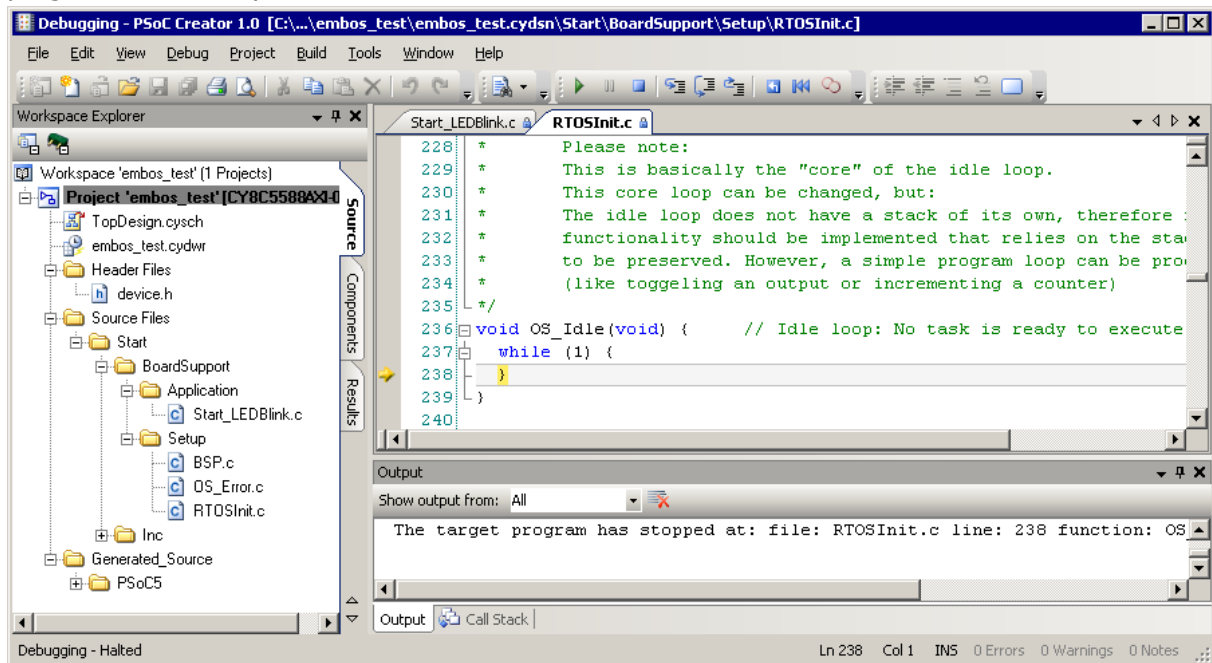 Debugging - PSoC Creator 1.0 [C:\...\embos_test\embos_test.cydsn\Start\BoardSupport\Setup\RTOSInit.c]
File Edit View Debug Project Build Tools Window Help
Workspace Explorer
Workspace 'embos_test' (1 Projects)
Project 'embos_test' [CY8C5588AXI-0
TopDesign.cysch
embos_test.cydwr
Header Files
device.h
Source Files
Start
BoardSupport
Application
Start_LEDBlink.c
Setup
BSP.c
OS_Error.c
RTOSInit.c
Inc
Generated_Source
PSoC5
Source
Components
Results
Start_LEDBlink.c RTOSInit.c
228 * Please note:
229 * This is basically the "core" of the idle loop.
230 * This core loop can be changed, but:
231 * The idle loop does not have a stack of its own, therefore
232 * functionality should be implemented that relies on the sta
233 * to be preserved. However, a simple program loop can be pro
234 * (like toggeling an output or incrementing a counter)
235 */
236 void OS_Idle(void) { // Idle loop: No task is ready to execute
237 while (1) {
238 }
239 }
240
Output
Show output from: All
The target program has stopped at: file: RTOSInit.c line: 238 function: OS
Output Call Stack
Debugging - Halted
Ln 238 Col 1 INS 0 Errors 0 Warnings 0 Notes